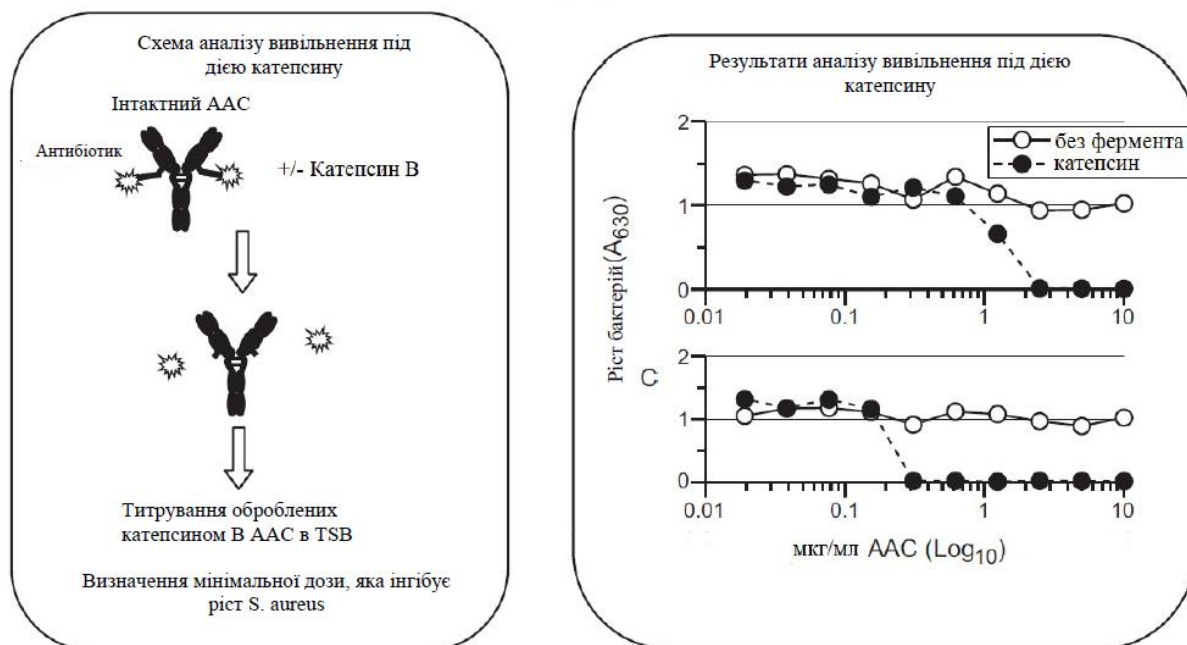 Схема аналізу вивільнення під
дією катепсину
Інтактний ААС
Антибіотик
+/- Катепсин В
Титрування оброблених
катепсином В ААС в TSB
Визначення мінімальної дози, яка інгібує
ріст S. aureus
Результати аналізу вивільнення під дією
катепсину
без фермента
катепсин
Ріст бактерій(A630)
2
1
0
0.01
0.1
1
10
C
2
1
0
0.01
0.1
1
10
мкг/мл AAC (Log10)